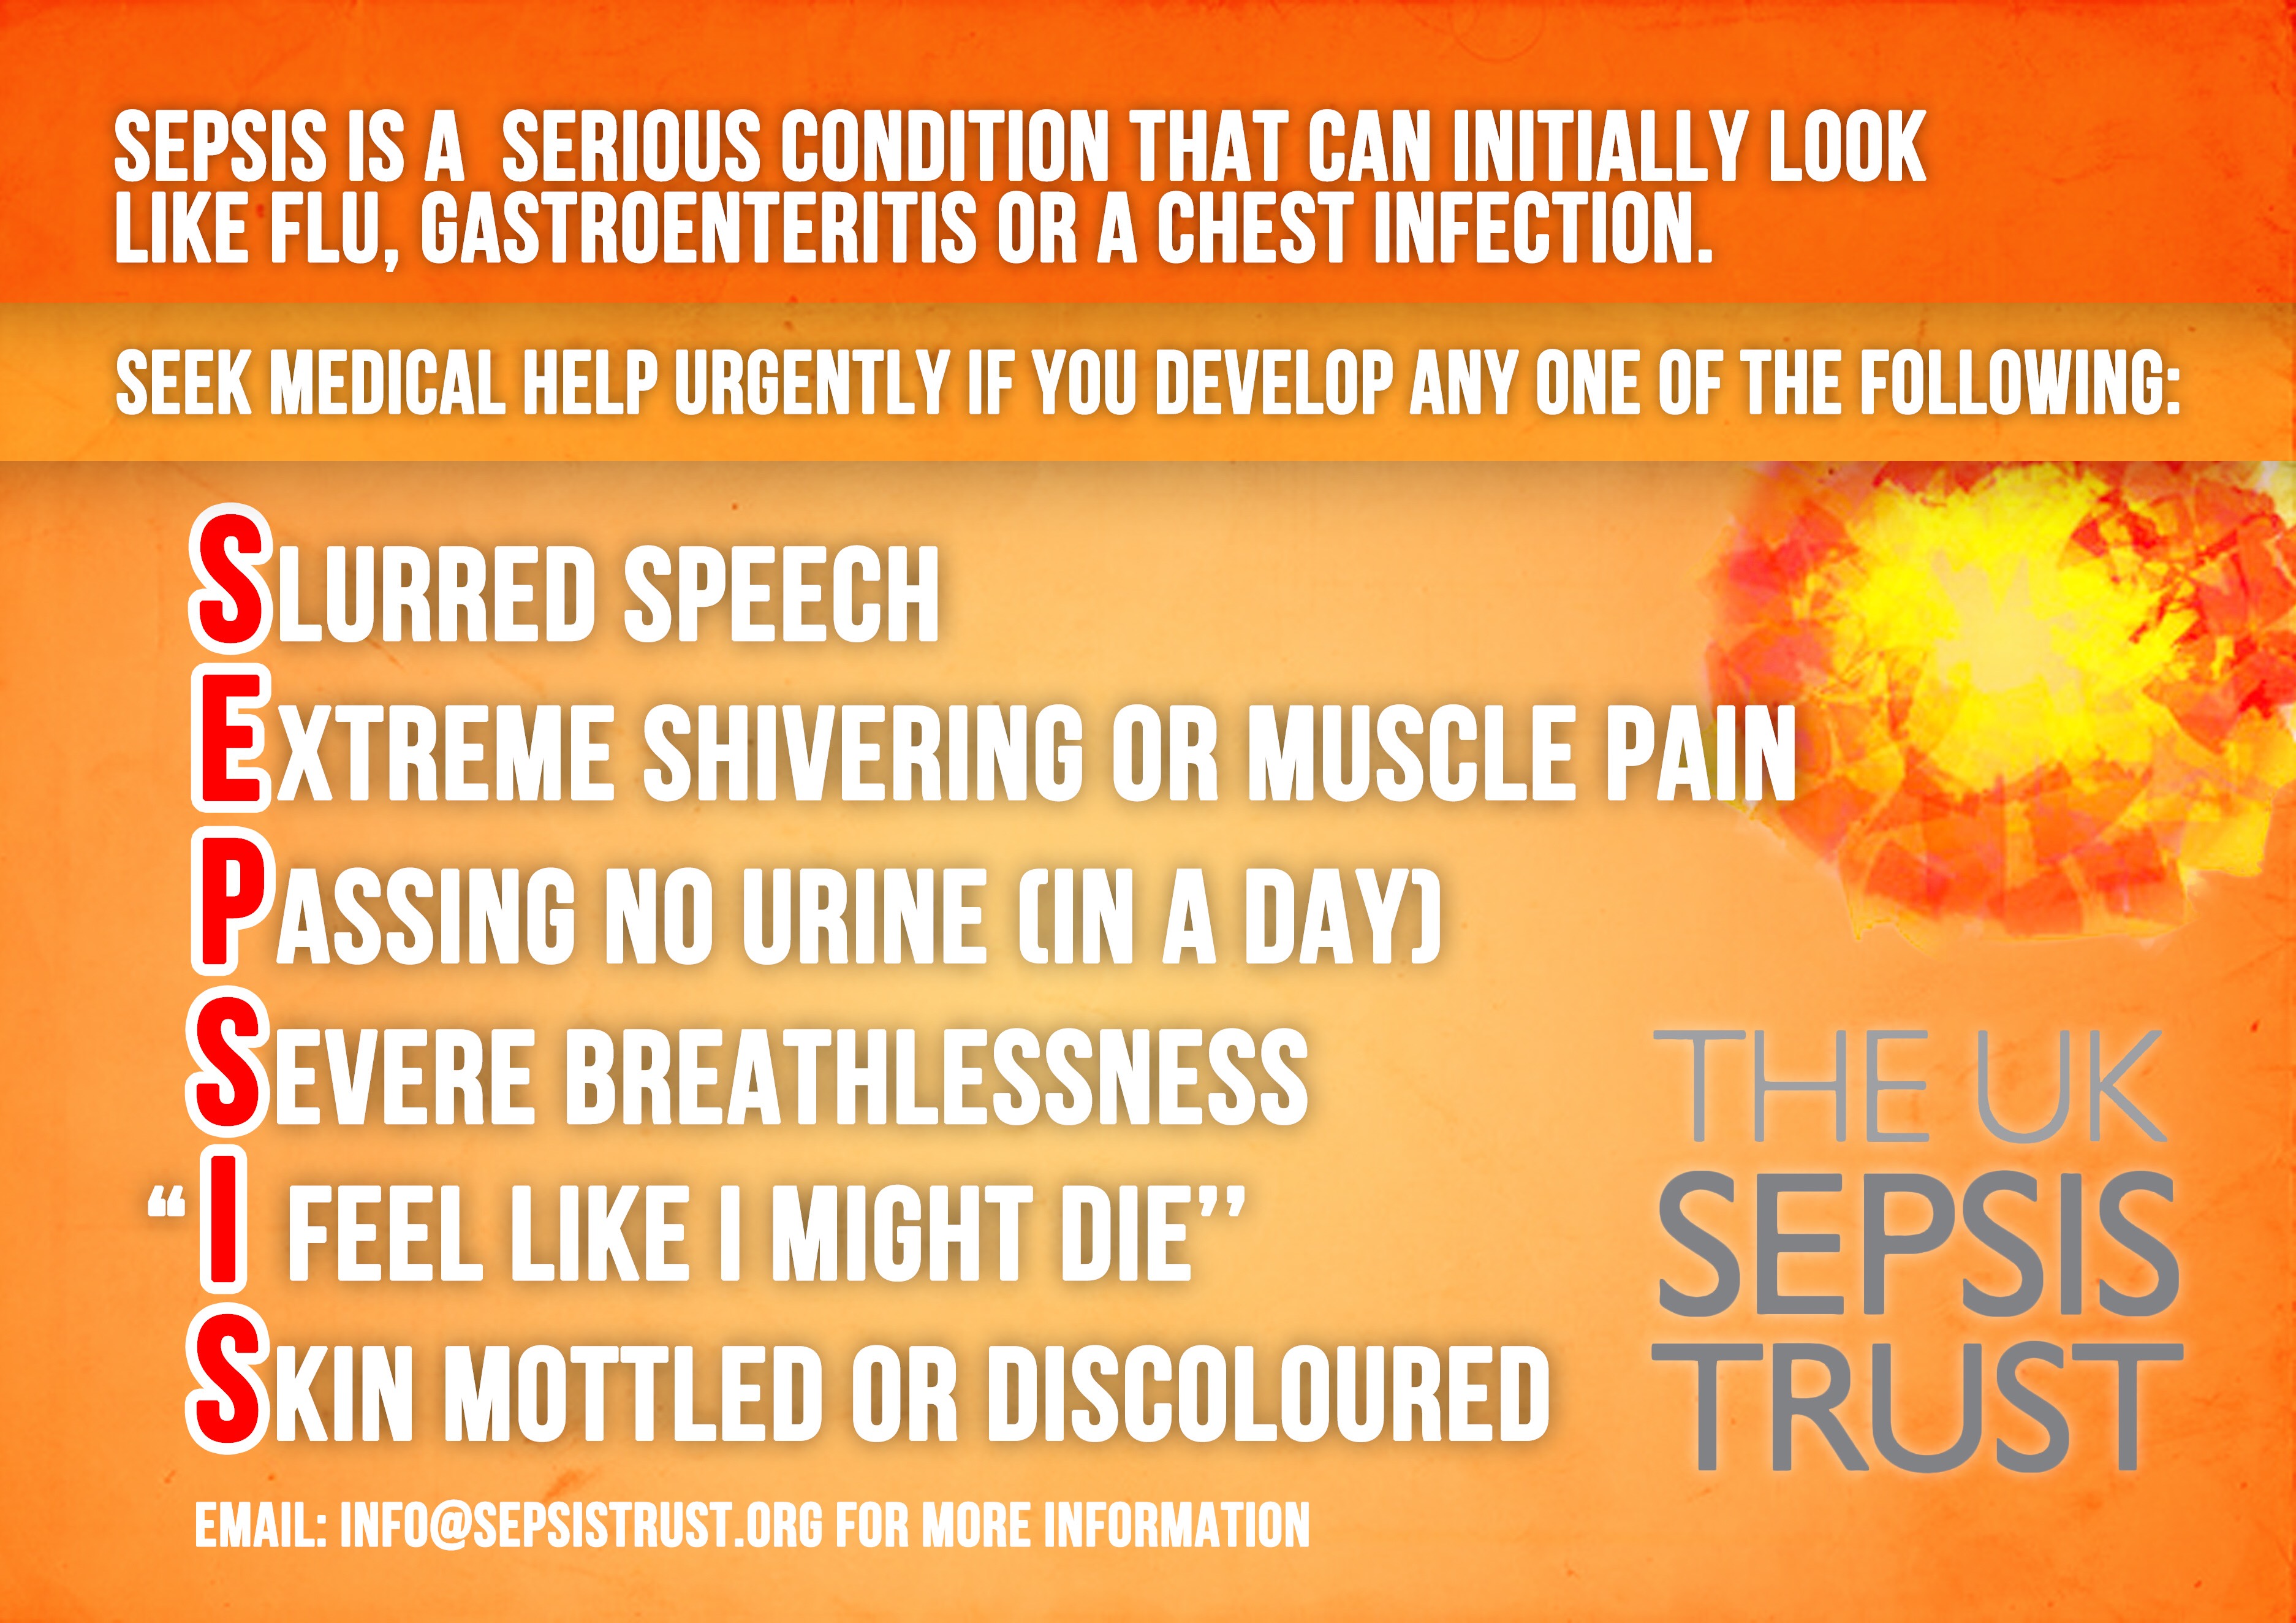 SEPSIS IS A SERIOUS CONDITION THAT CAN INITIALLY LOOK
LIKE FLU, GASTROENTERITIS OR A CHEST INFECTION.
SEEK MEDICAL HELP URGENTLY IF YOU DEVELOP ANY ONE OF THE FOLLOWING:
SLURRED SPEECH
EXTREME SHIVERING OR MUSCLE PAIN
PASSING NO URINE (IN A DAY)
SEVERE BREATHLESSNESS
“I FEEL LIKE I MIGHT DIE’’
SKIN MOTTLED OR DISCOLOURED
EMAIL: INFO@SEPSISTRUST.ORG FOR MORE INFORMATION
THE UK
SEPSIS
TRUST